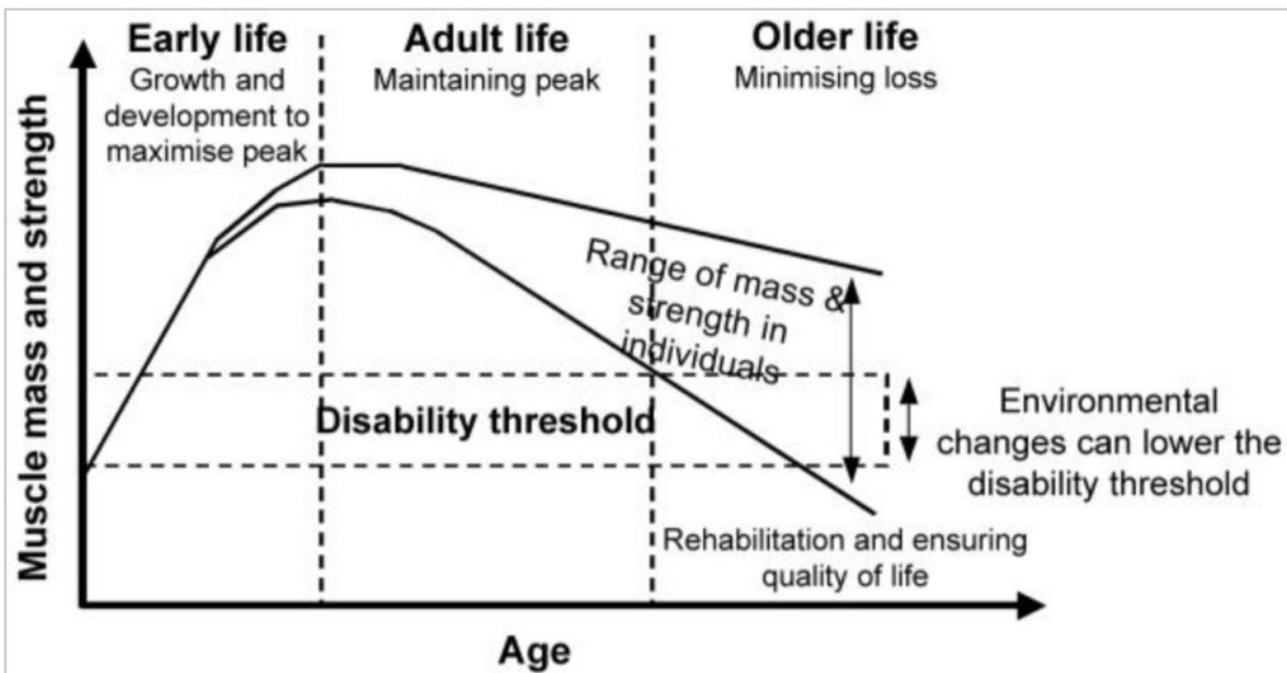 Early life
Growth and
development to
maximise peak
Adult life
Maintaining peak
Older life
Minimising loss
Muscle mass and strength
Range of mass &
strength in
individuals
Disability threshold
Environmental
changes can lower the
disability threshold
Rehabilitation and ensuring
quality of life
Age